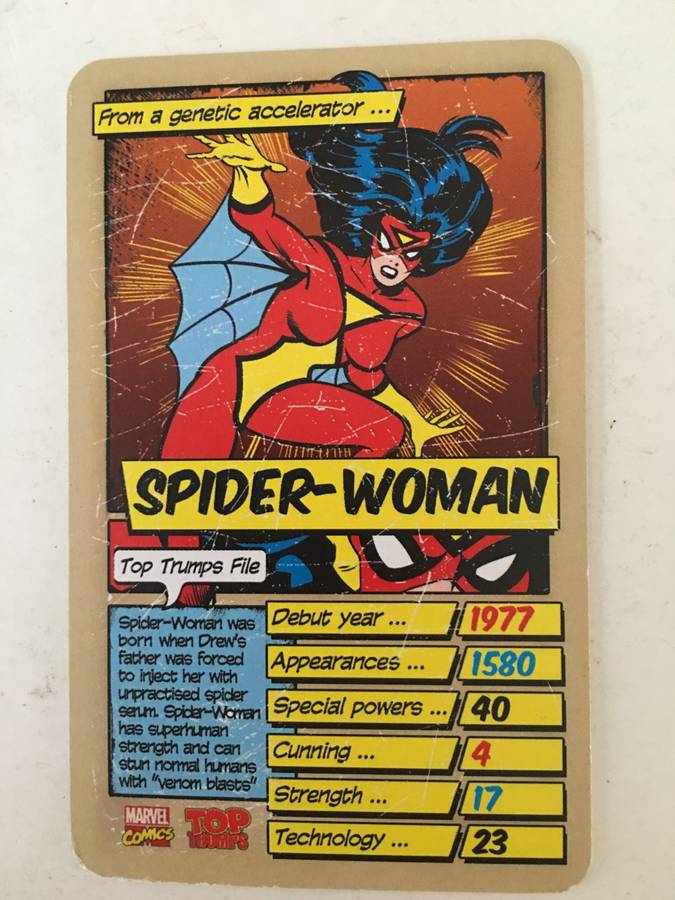 From a genetic accelerator ...
SPIDER-WOMAN
Top Trumps File
Spider-Woman was
born when Drew's
father was forced
to inject her with
unpractised spider
serum. Spider-Woman
has superhuman
strength and can
stun normal humans
with "venom blasts"
Debut year ... 1977
Appearances ... 1580
Special powers ... 40
Cunning ... 4
Strength ... 17
Technology ... 23
MARVEL
COMICS
TOP
TRUMPS